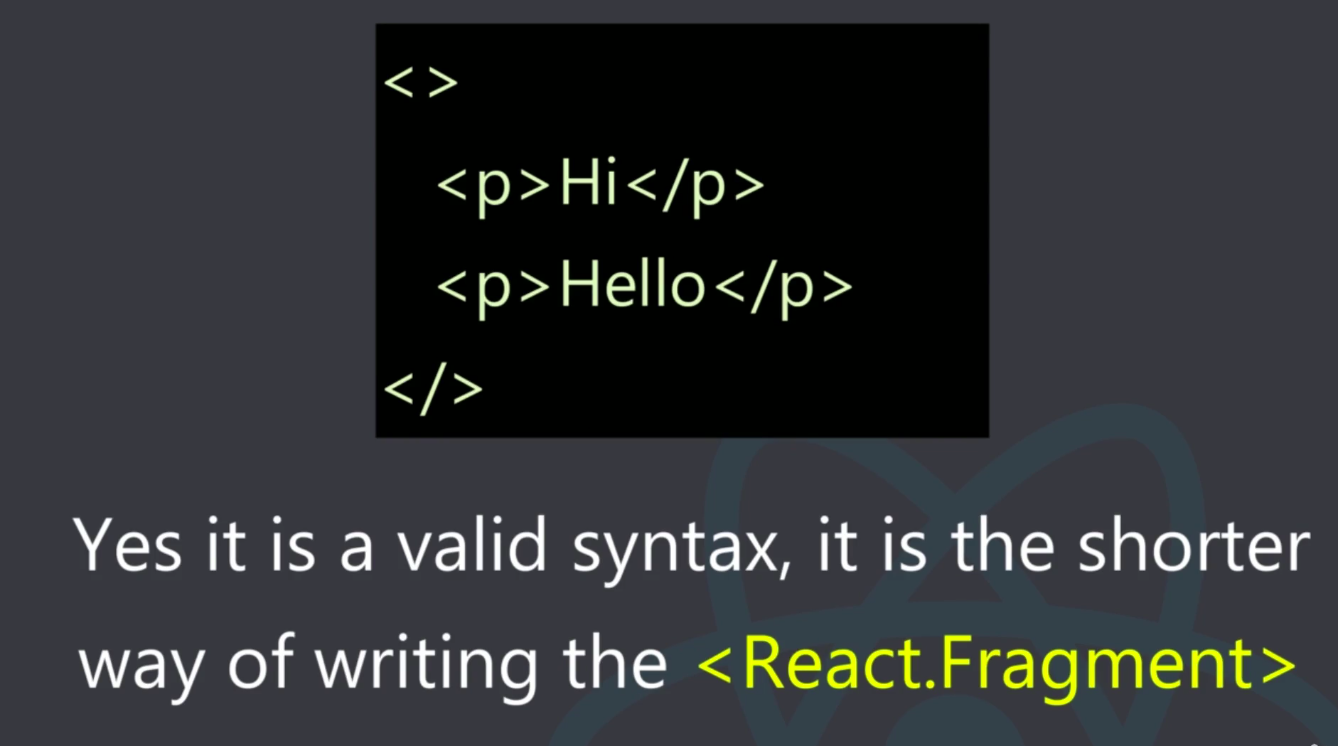 <>
<p>Hi</p>
<p>Hello</p>
</>
Yes it is a valid syntax, it is the shorter
way of writing the <React.Fragment>